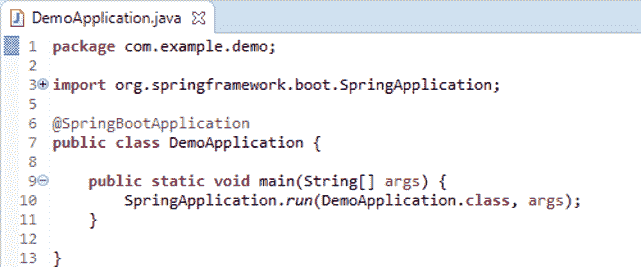 DemoApplication.java
1 package com.example.demo;
2
3 import org.springframework.boot.SpringApplication;
5
6 @SpringBootApplication
7 public class DemoApplication {
8
9 public static void main(String[] args) {
10 SpringApplication.run(DemoApplication.class, args);
11 }
12
13 }